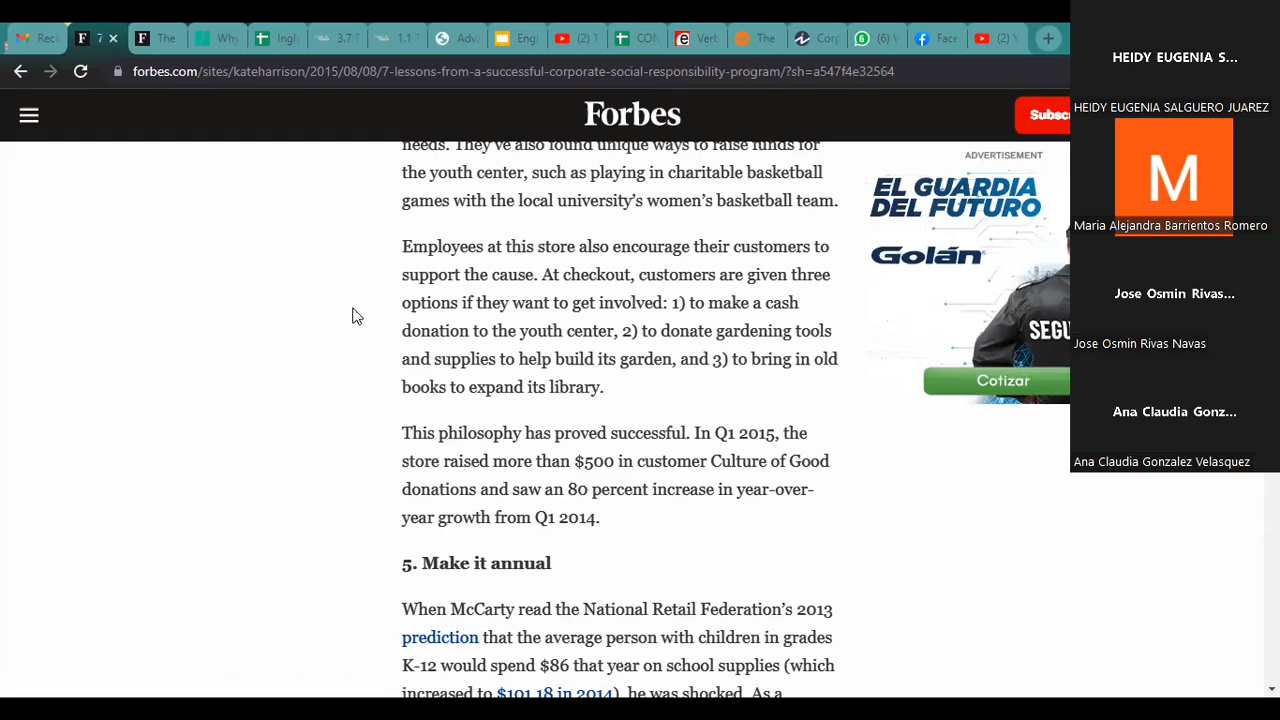 Reci
7
The
Why
Ingl
3.7 T
1.1 T
Adva
Engl
(2) T
CON
Verb
The
Corp
(6) V
Face
(2) V
forbes.com/sites/kateharrison/2015/08/08/7-lessons-from-a-successful-corporate-social-responsibility-program/?sh=a547f4e32564
Forbes
Subsc
needs. They've also found unique ways to raise funds for
the youth center, such as playing in charitable basketball
games with the local university's women's basketball team.
Employees at this store also encourage their customers to
support the cause. At checkout, customers are given three
options if they want to get involved: 1) to make a cash
donation to the youth center, 2) to donate gardening tools
and supplies to help build its garden, and 3) to bring in old
books to expand its library.
This philosophy has proved successful. In Q1 2015, the
store raised more than $500 in customer Culture of Good
donations and saw an 80 percent increase in year-over-
year growth from Q1 2014.
5. Make it annual
When McCarty read the National Retail Federation's 2013
prediction that the average person with children in grades
K-12 would spend $86 that year on school supplies (which
increased to $101.18 in 2014), he was shocked. As a
ADVERTISEMENT
EL GUARDIA
DEL FUTURO
Golán
SEGU
Cotizar
HEIDY EUGENIA S...
HEIDY EUGENIA SALGUERO JUAREZ
M
Maria Alejandra Barrientos Romero
Jose Osmin Rivas...
Jose Osmin Rivas Navas
Ana Claudia Gonz...
Ana Claudia Gonzalez Velasquez